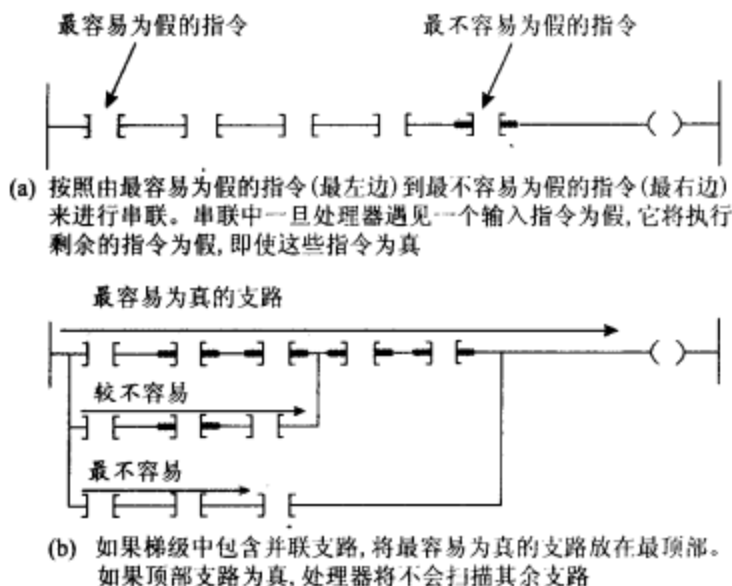 最容易为假的指令
最不容易为假的指令
(a) 按照由最容易为假的指令(最左边)到最不容易为假的指令(最右边)
来进行串联。串联中一旦处理器遇见一个输入指令为假,它将执行
剩余的指令为假,即使这些指令为真
最容易为真的支路
较不容易
最不容易
(b) 如果梯级中包含并联支路,将最容易为真的支路放在最顶部。
如果顶部支路为真,处理器将不会扫描其余支路